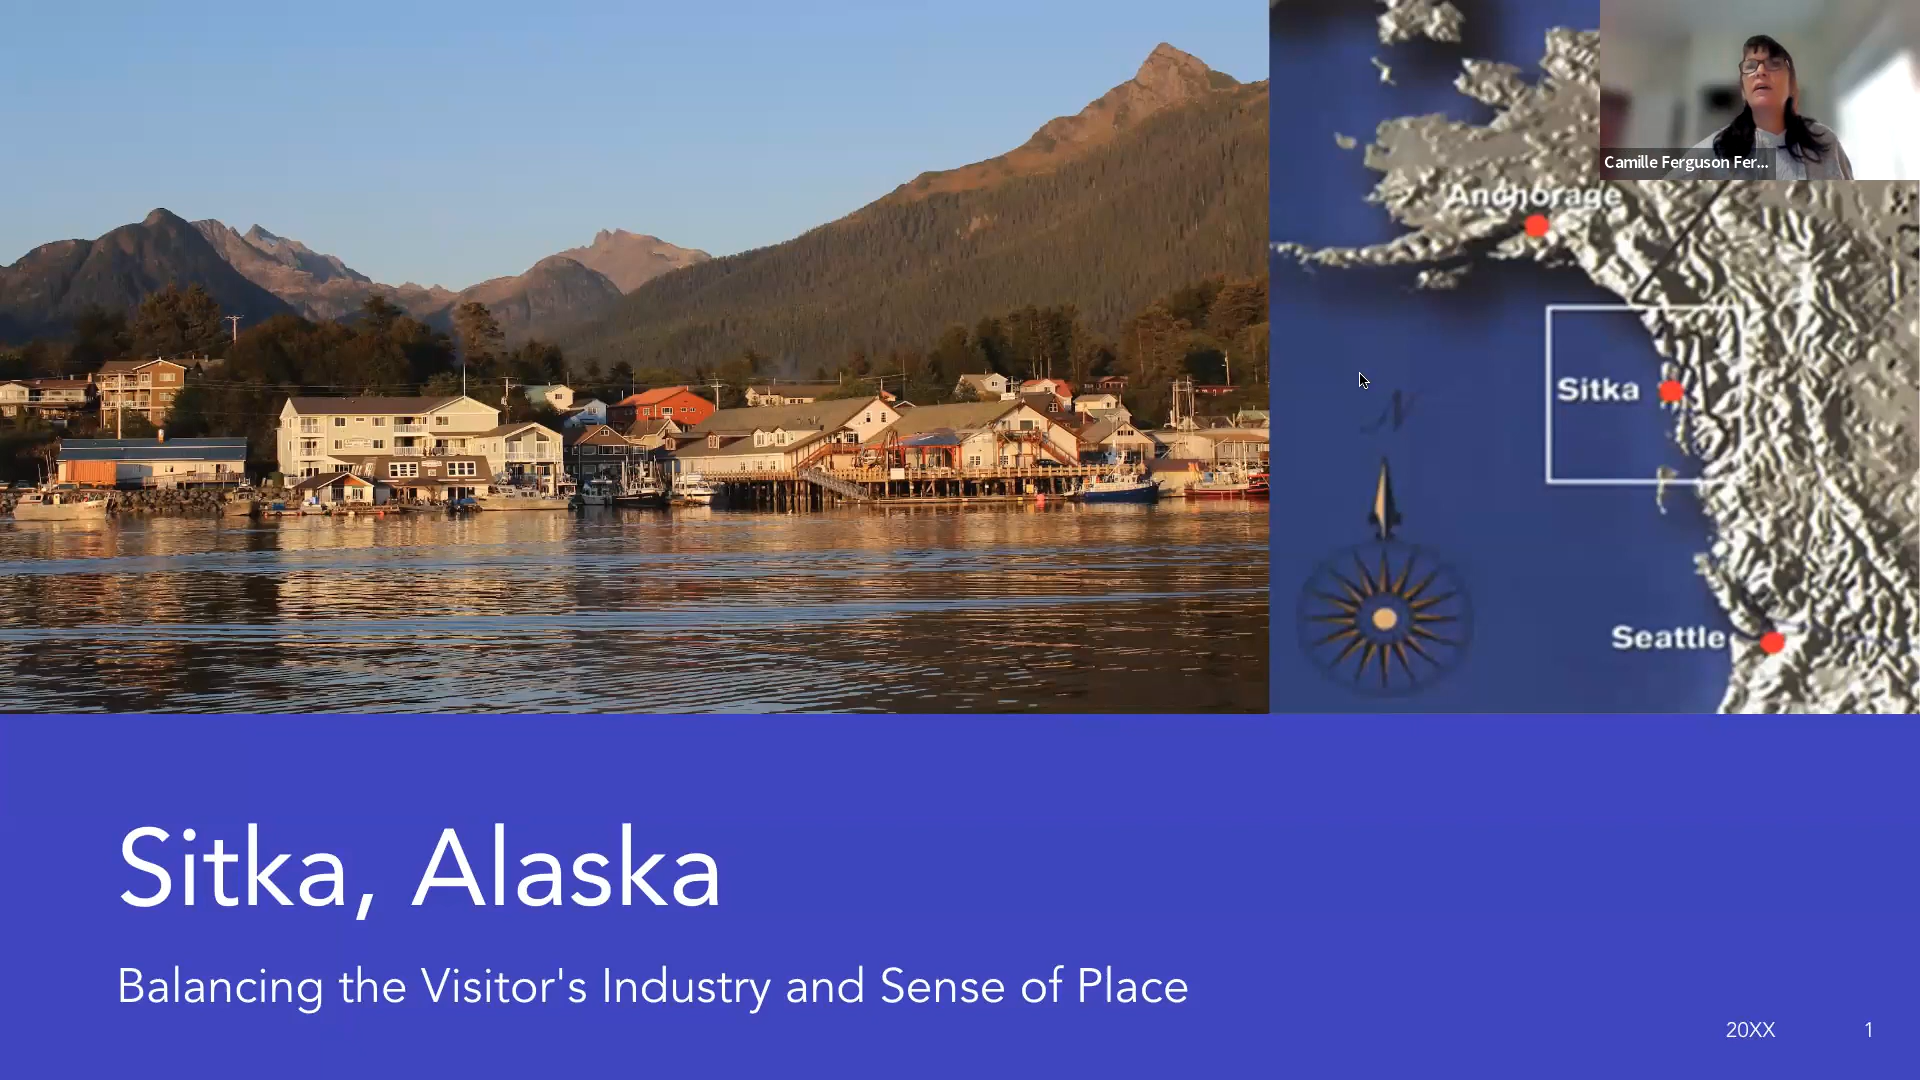 Camille Ferguson Fer...
Anchorage
Sitka
N
Seattle
Sitka, Alaska
Balancing the Visitor's Industry and Sense of Place
20XX
1